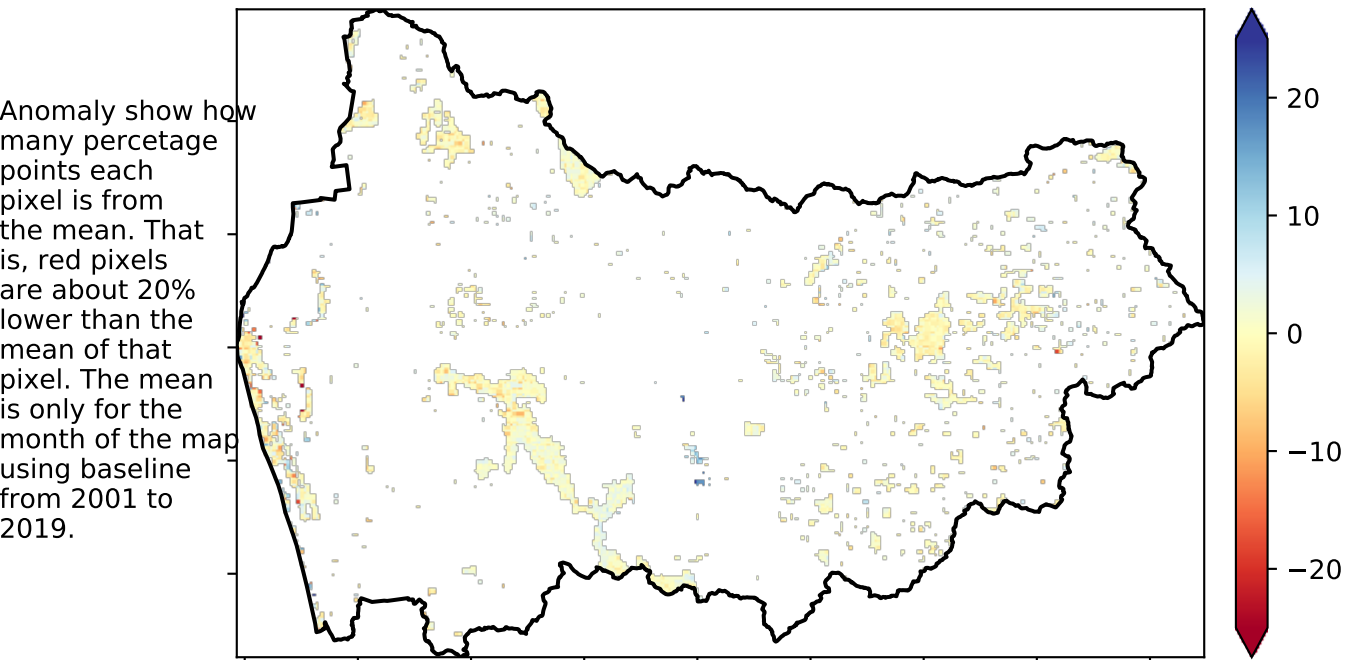 Anomaly show how
many percetage
points each
pixel is from
the mean. That
is, red pixels
are about 20%
lower than the
mean of that
pixel. The mean
is only for the
month of the map
using baseline
from 2001 to
2019.
20
10
0
−10
−20